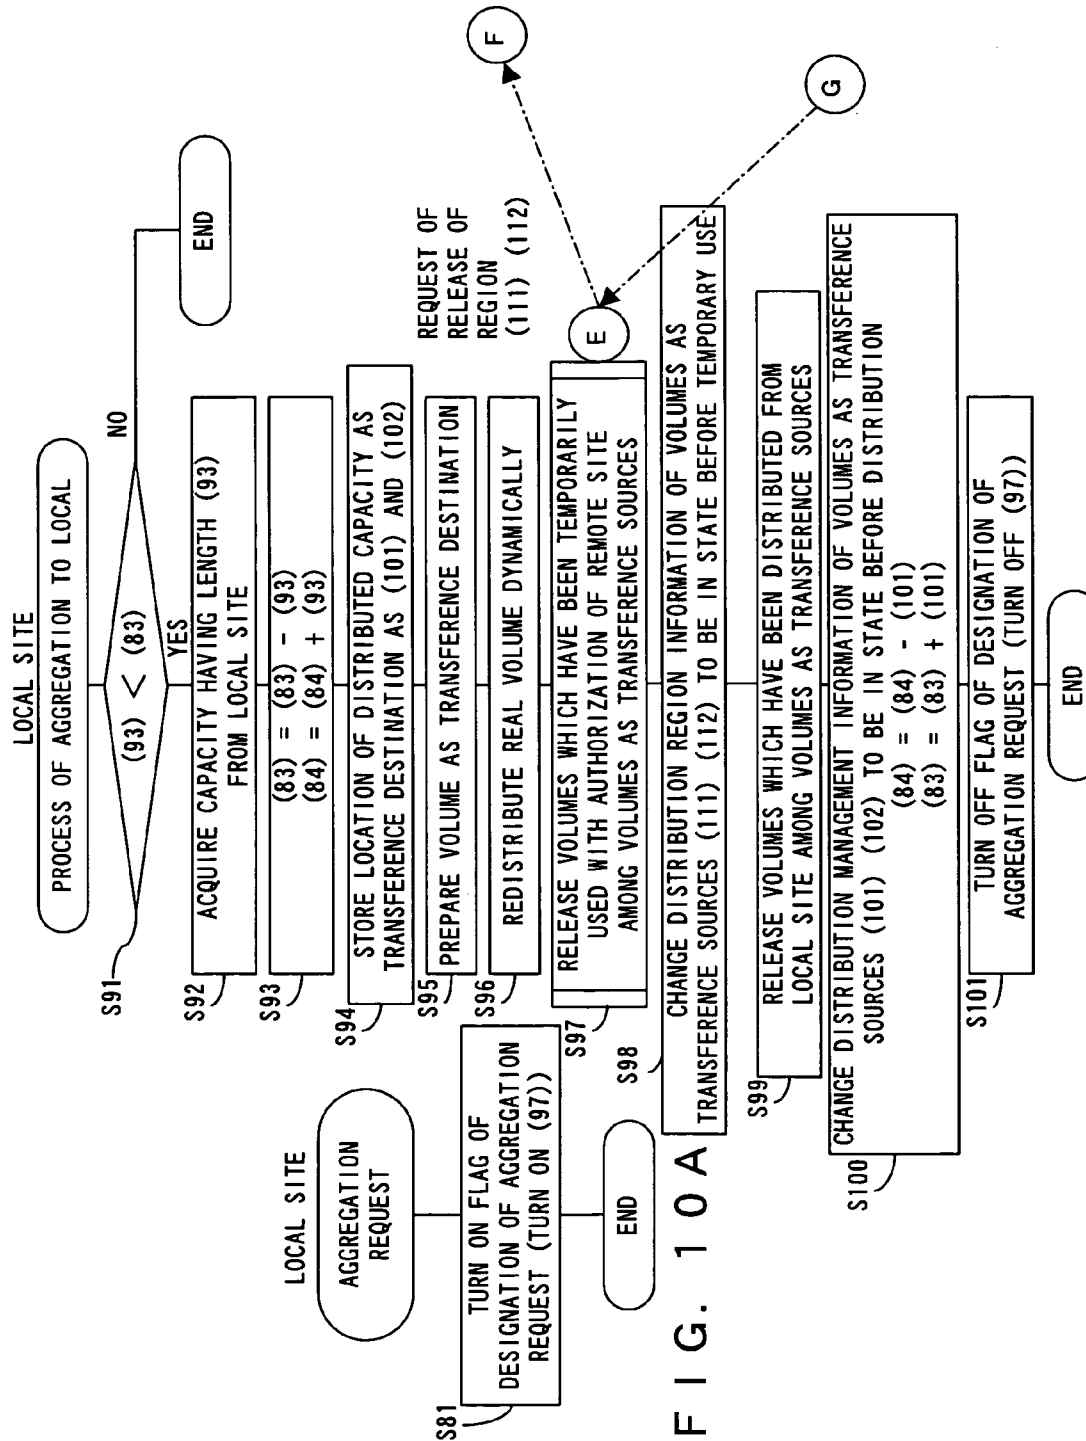 LOCAL SITE
AGGREGATION
REQUEST
S81
TURN ON FLAG OF
DESIGNATION OF AGGREGATION
REQUEST (TURN ON (97))
END
FIG. 10A
LOCAL SITE
PROCESS OF AGGREGATION TO LOCAL
S91
(93) < (83)
NO
END
YES
S92
ACQUIRE CAPACITY HAVING LENGTH (93)
FROM LOCAL SITE
S93
(83) = (83) - (93)
(84) = (84) + (93)
S94
STORE LOCATION OF DISTRIBUTED CAPACITY AS
TRANSFERENCE DESTINATION AS (101) AND (102)
S95
PREPARE VOLUME AS TRANSFERENCE DESTINATION
S96
REDISTRIBUTE REAL VOLUME DYNAMICALLY
REQUEST OF
RELEASE OF
REGION
(111) (112)
S97
RELEASE VOLUMES WHICH HAVE BEEN TEMPORARILY
USED WITH AUTHORIZATION OF REMOTE SITE
AMONG VOLUMES AS TRANSFERENCE SOURCES
E
F
G
S98
CHANGE DISTRIBUTION REGION INFORMATION OF VOLUMES AS
TRANSFERENCE SOURCES (111) (112) TO BE IN STATE BEFORE TEMPORARY USE
S99
RELEASE VOLUMES WHICH HAVE BEEN DISTRIBUTED FROM
LOCAL SITE AMONG VOLUMES AS TRANSFERENCE SOURCES
S100
CHANGE DISTRIBUTION MANAGEMENT INFORMATION OF VOLUMES AS TRANSFERENCE
SOURCES (101) (102) TO BE IN STATE BEFORE DISTRIBUTION
(84) = (84) - (101)
(83) = (83) + (101)
S101
TURN OFF FLAG OF DESIGNATION OF
AGGREGATION REQUEST (TURN OFF (97))
END